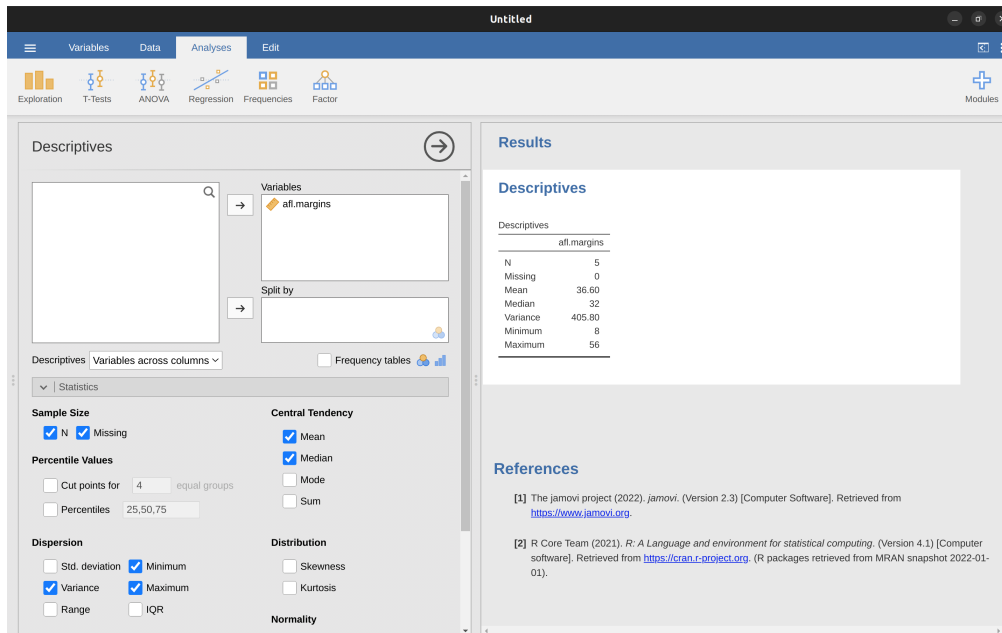 Untitled
Variables Data Analyses Edit
Exploration T-Tests ANOVA Regression Frequencies Factor Modules
Descriptives
Variables
afl.margins
Split by
Descriptives Variables across columns Frequency tables
Statistics
Sample Size
N Missing
Percentile Values
Cut points for 4 equal groups
Percentiles 25,50,75
Dispersion
Std. deviation Minimum
Variance Maximum
Range IQR
Central Tendency
Mean
Median
Mode
Sum
Distribution
Skewness
Kurtosis
Normality
Results
Descriptives
Descriptives
afl.margins
N 5
Missing 0
Mean 36.60
Median 32
Variance 405.80
Minimum 8
Maximum 56
References
[1] The jamovi project (2022). jamovi. (Version 2.3) [Computer Software]. Retrieved from
https://www.jamovi.org.
[2] R Core Team (2021). R: A Language and environment for statistical computing. (Version 4.1) [Computer
software]. Retrieved from https://cran.r-project.org. (R packages retrieved from MRAN snapshot 2022-01-
01).